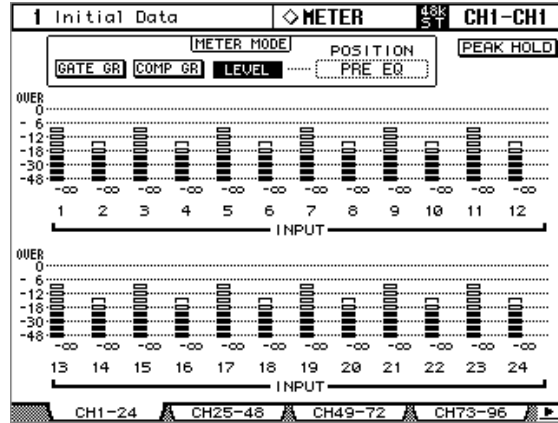 1 Initial Data ◇METER 48K ST CH1-CH1
METER MODE POSITION PEAK HOLD
GATE GR COMP GR LEVEL PRE EQ
OVER
0
- 6
-12
-18
-30
-48
-∞ -∞ -∞ -∞ -∞ -∞ -∞ -∞ -∞ -∞ -∞ -∞
1 2 3 4 5 6 7 8 9 10 11 12
INPUT
OVER
0
- 6
-12
-18
-30
-48
-∞ -∞ -∞ -∞ -∞ -∞ -∞ -∞ -∞ -∞ -∞ -∞
13 14 15 16 17 18 19 20 21 22 23 24
INPUT
CH1-24 CH25-48 CH49-72 CH73-96